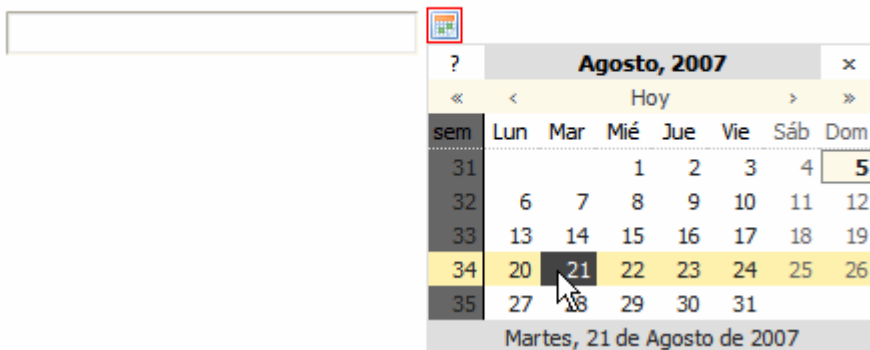 ? Agosto, 2007 ×
« ‹ Hoy › »
sem Lun Mar Mié Jue Vie Sáb Dom
31 1 2 3 4 5
32 6 7 8 9 10 11 12
33 13 14 15 16 17 18 19
34 20 21 22 23 24 25 26
35 27 28 29 30 31
Martes, 21 de Agosto de 2007